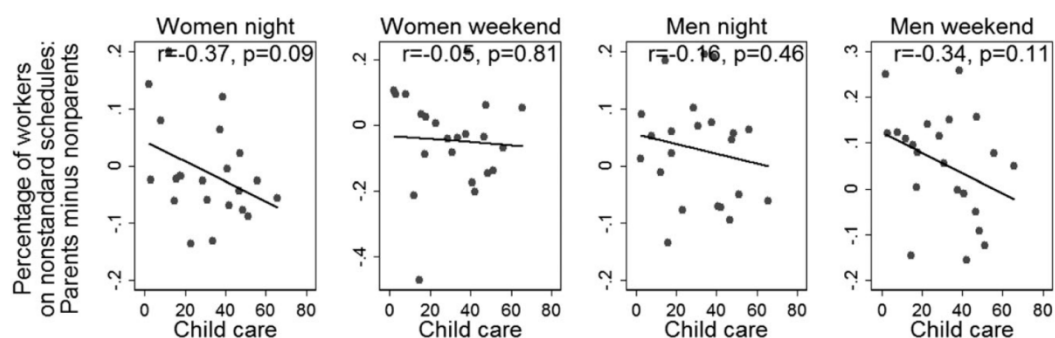 Women night
Women weekend
Men night
Men weekend
Percentage of workers
on nonstandard schedules:
Parents minus nonparents
r=-0.37, p=0.09
r=-0.05, p=0.81
r=-0.16, p=0.46
r=-0.34, p=0.11
.2
.1
0
-.1
-.2
.2
0
-.2
-.4
.2
.1
0
-.1
-.2
.3
.2
.1
0
-.1
-.2
0 20 40 60 80
0 20 40 60 80
0 20 40 60 80
0 20 40 60 80
Child care
Child care
Child care
Child care